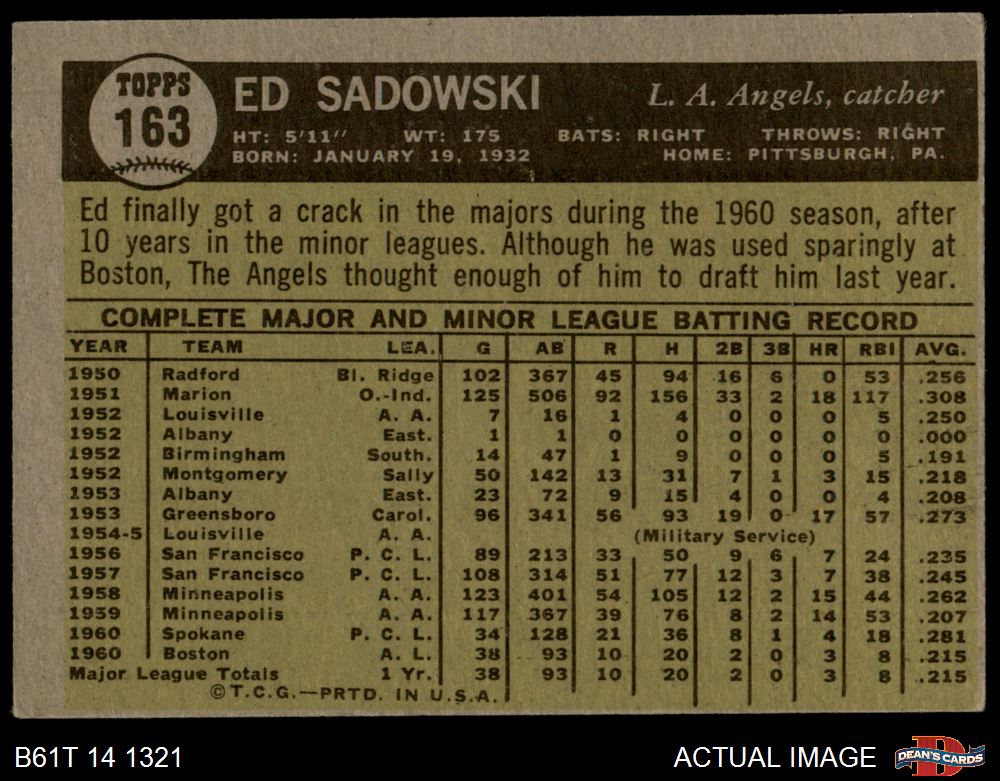 TOPPS
163
ED SADOWSKI L. A. Angels, catcher
HT: 5'11" WT: 175 BATS: RIGHT THROWS: RIGHT
BORN: JANUARY 19, 1932 HOME: PITTSBURGH, PA.
Ed finally got a crack in the majors during the 1960 season, after
10 years in the minor leagues. Although he was used sparingly at
Boston, The Angels thought enough of him to draft him last year.
COMPLETE MAJOR AND MINOR LEAGUE BATTING RECORD
YEAR TEAM LEA. G AB R H 2B 3B HR RBI AVG.
1950 Radford Bl. Ridge 102 367 45 94 16 6 0 53 .256
1951 Marion O.-Ind. 125 506 92 156 33 2 18 117 .308
1952 Louisville A. A. 7 16 1 4 0 0 0 5 .250
1952 Albany East. 1 1 0 0 0 0 0 0 .000
1952 Birmingham South. 14 47 1 9 0 0 0 5 .191
1952 Montgomery Sally 50 142 13 31 7 1 3 15 .218
1953 Albany East. 23 72 9 15 4 0 0 4 .208
1953 Greensboro Carol. 96 341 56 93 19 0 17 57 .273
1954-5 Louisville A. A. (Military Service)
1956 San Francisco P. C. L. 89 213 33 50 9 6 7 24 .235
1957 San Francisco P. C. L. 108 314 51 77 12 3 7 38 .245
1958 Minneapolis A. A. 123 401 54 105 12 2 15 44 .262
1959 Minneapolis A. A. 117 367 39 76 8 2 14 53 .207
1960 Spokane P. C. L. 34 128 21 36 8 1 4 18 .281
1960 Boston A. L. 38 93 10 20 2 0 3 8 .215
Major League Totals 1 Yr. 38 93 10 20 2 0 3 8 .215
©T.C.G.—PRTD. IN U.S.A.
B61T 14 1321 ACTUAL IMAGE
DEAN'S CARDS